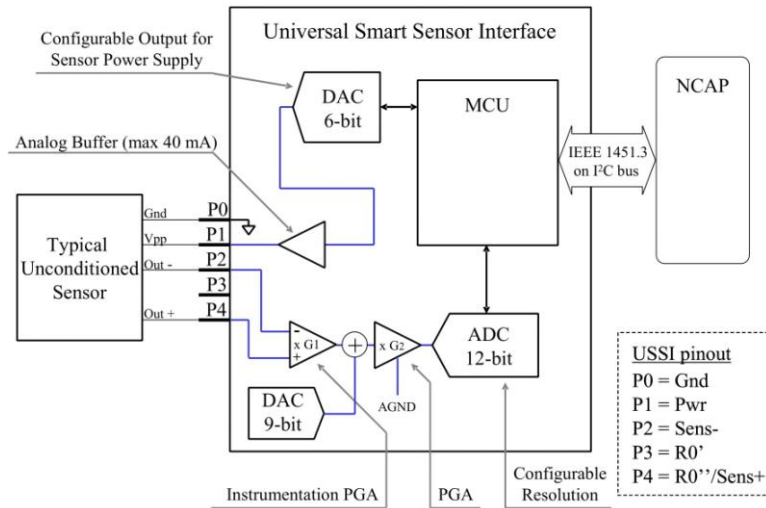 Configurable Output for
Sensor Power Supply
Universal Smart Sensor Interface
DAC
6-bit
MCU
NCAP
Analog Buffer (max 40 mA)
IEEE 1451.3
on I²C bus
Typical
Unconditioned
Sensor
Gnd
Vpp
Out -
Out +
P0
P1
P2
P3
P4
-
x G1
+
+
x G2
ADC
12-bit
DAC
9-bit
AGND
USSI pinout
P0 = Gnd
P1 = Pwr
P2 = Sens-
P3 = R0’
P4 = R0’’/Sens+
Instrumentation PGA
PGA
Configurable
Resolution